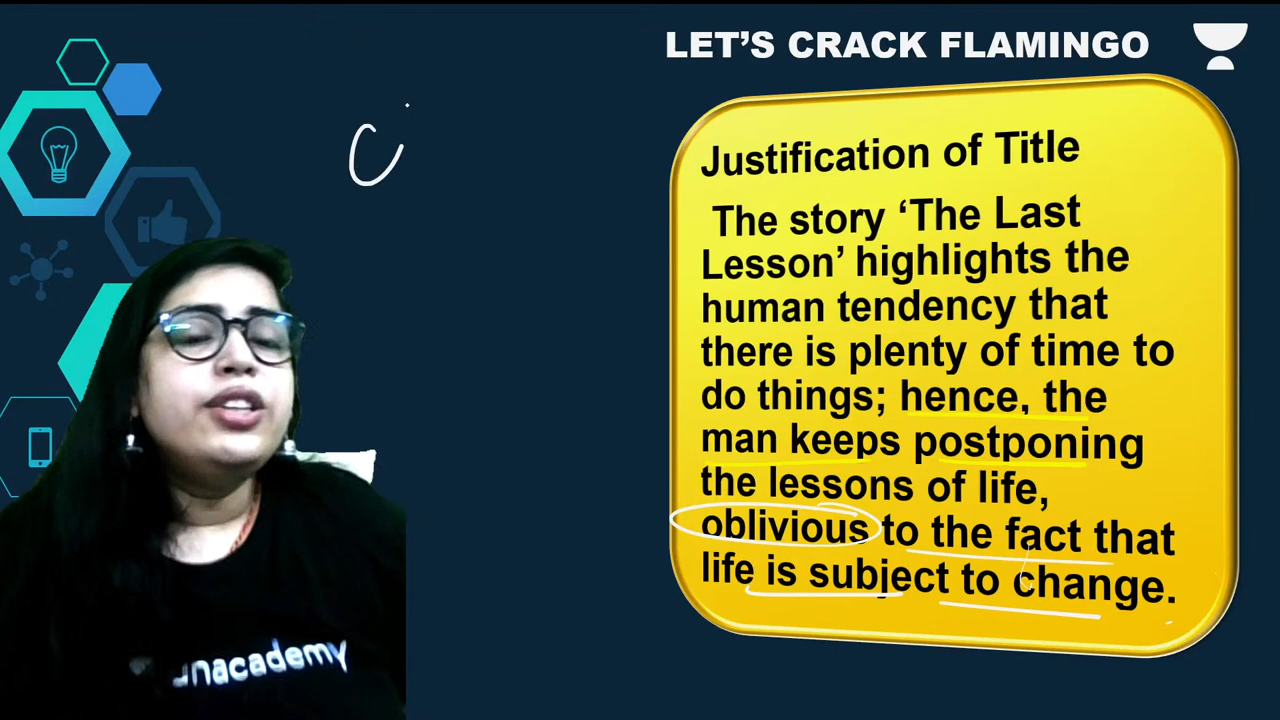 LET'S CRACK FLAMINGO
Justification of Title
The story ‘The Last
Lesson’ highlights the
human tendency that
there is plenty of time to
do things; hence, the
man keeps postponing
the lessons of life,
oblivious to the fact that
life is subject to change.
unacademy